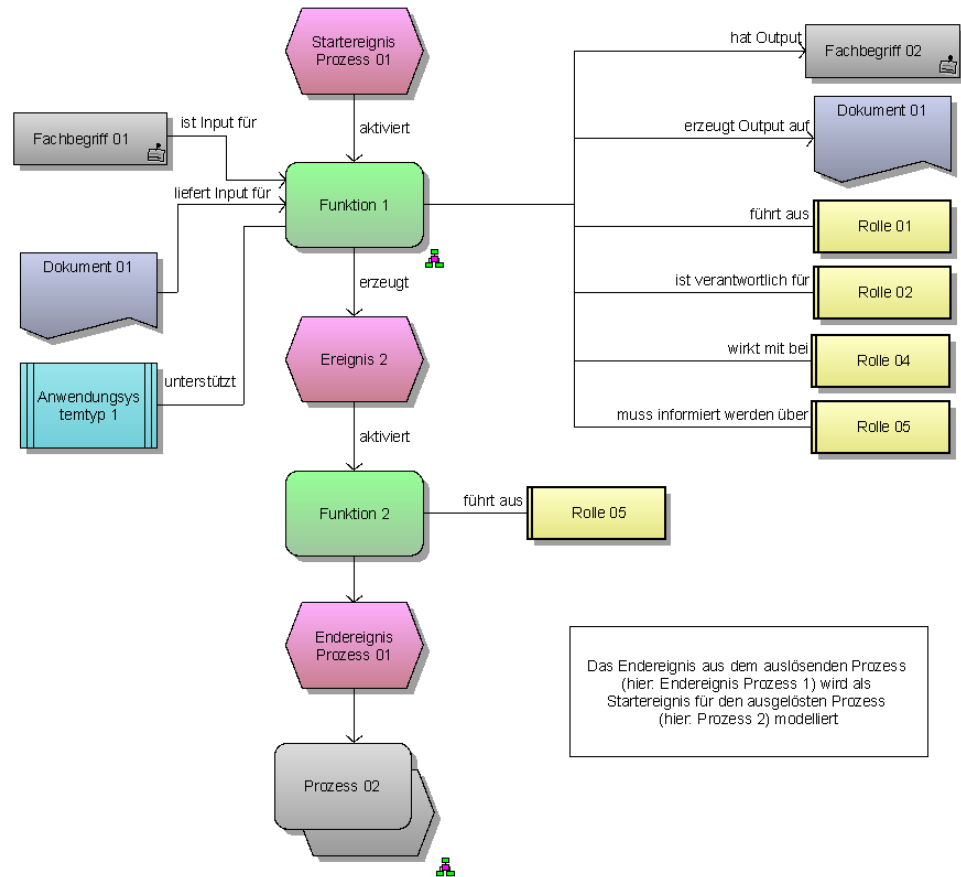 Startereignis
Prozess 01
hat Output
Fachbegriff 02
aktiviert
ist Input für
Fachbegriff 01
erzeugt Output auf
Dokument 01
liefert Input für
Funktion 1
führt aus
Rolle 01
Dokument 01
erzeugt
ist verantwortlich für
Rolle 02
wirkt mit bei
Rolle 04
Ereignis 2
unterstützt
Anwendungsys
temtyp 1
muss informiert werden über
Rolle 05
aktiviert
Funktion 2
führt aus
Rolle 05
Endereignis
Prozess 01
Das Endereignis aus dem auslösenden Prozess
(hier: Endereignis Prozess 1) wird als
Startereignis für den ausgelösten Prozess
(hier: Prozess 2) modelliert
Prozess 02